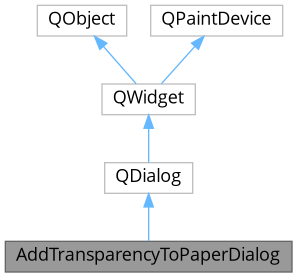 QObject
QPaintDevice
QWidget
QDialog
AddTransparencyToPaperDialog